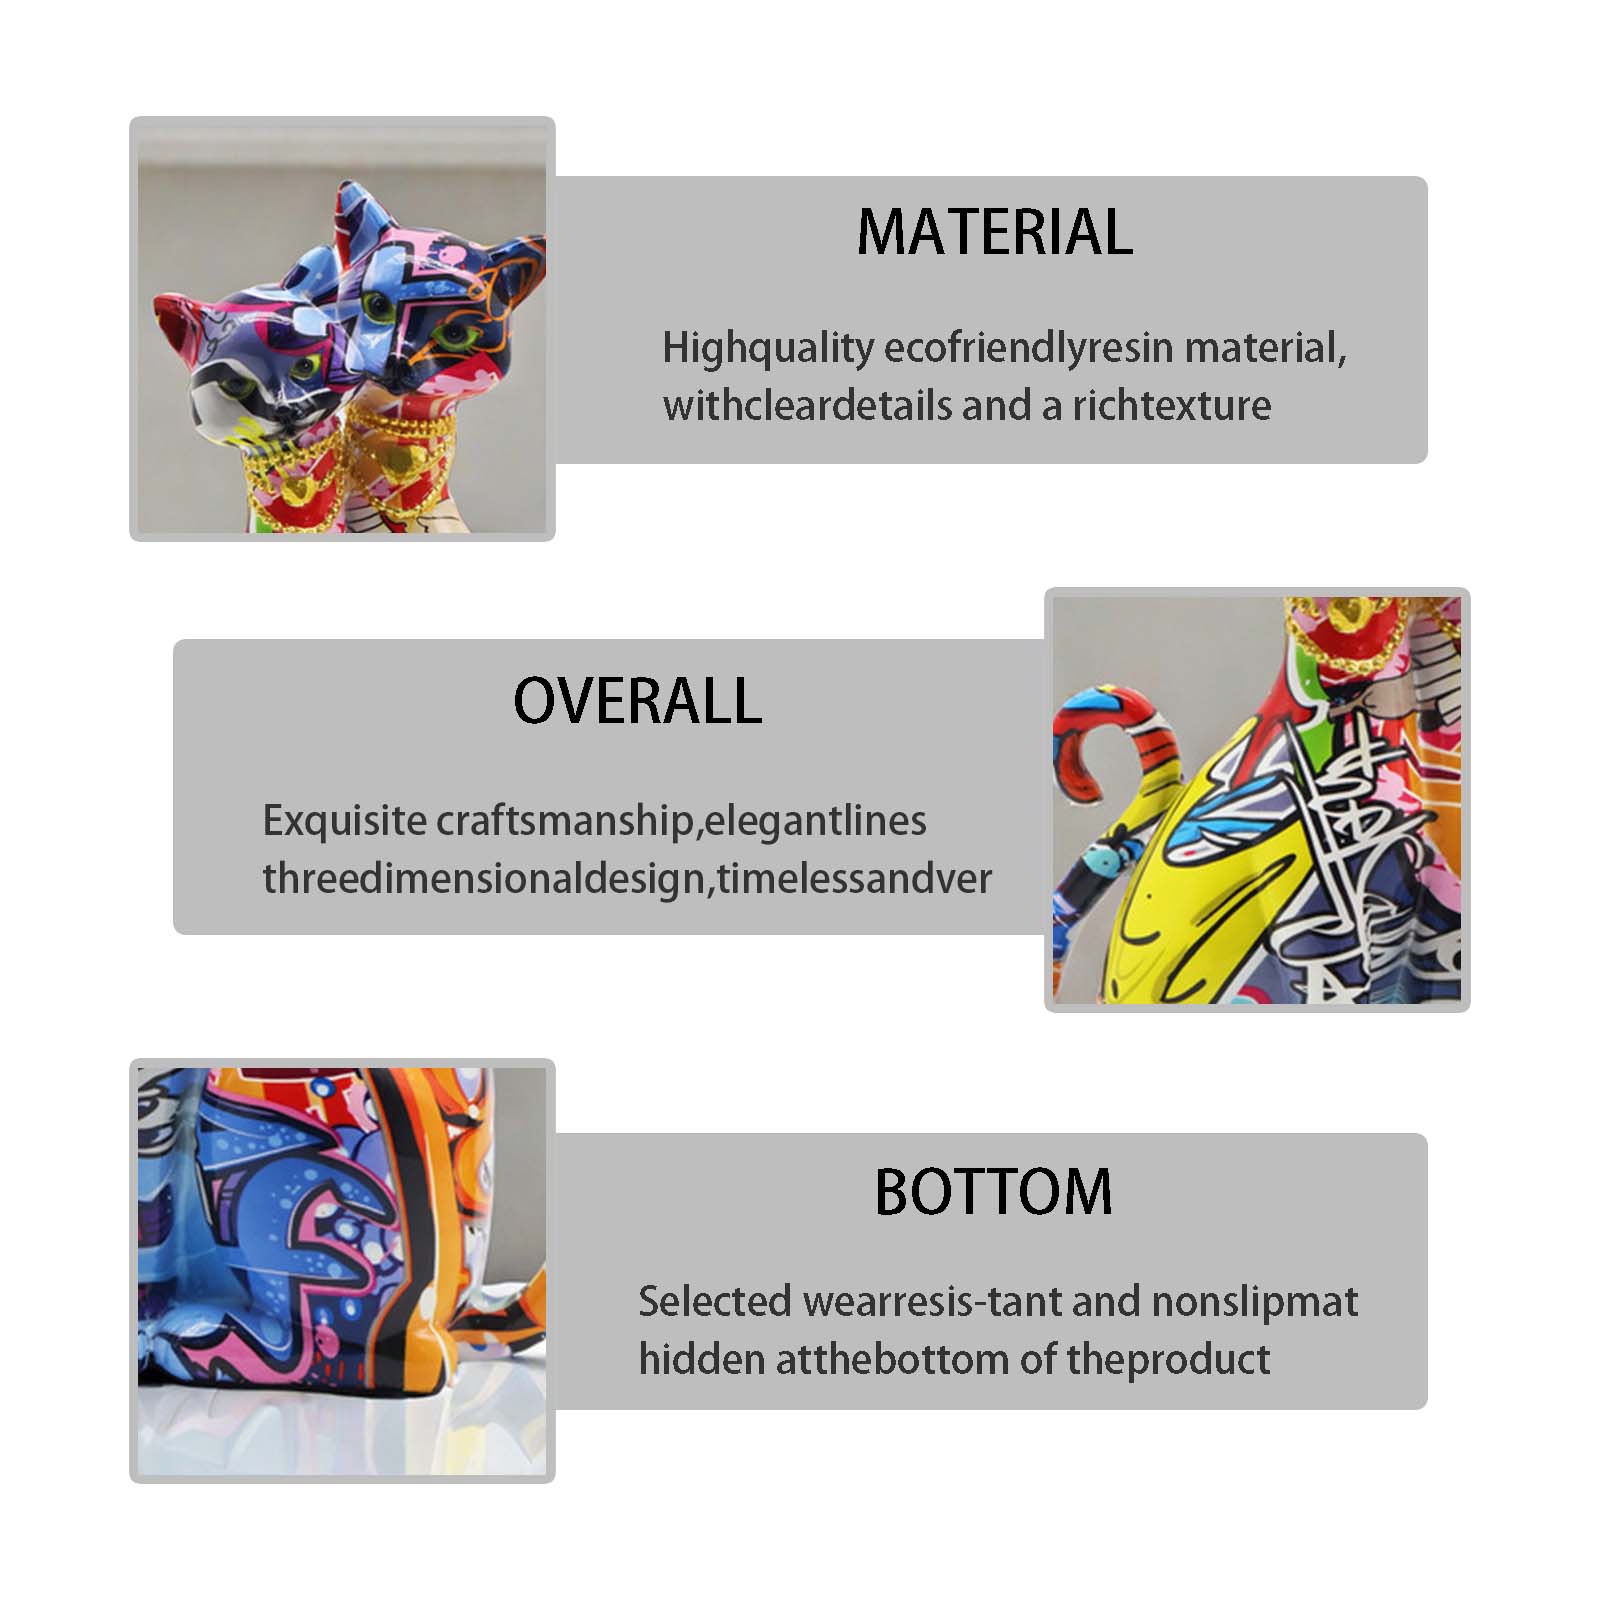 MATERIAL
Highquality ecofriendlyresin material,
withcleardetails and a richtexture
OVERALL
Exquisite craftsmanship,elegantlines
threedimensionaldesign,timelessandver
BOTTOM
Selected wearresis-tant and nonslipmat
hidden atthebottom of theproduct